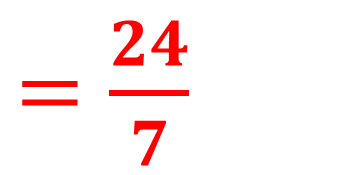 = 24/7